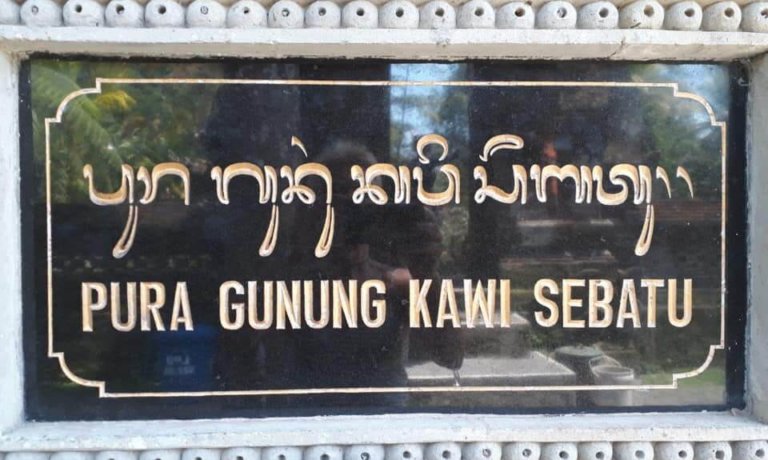 ᬧᬸᬭ ᬕᬸᬦᬸᬂ ᬓᬯᬶ ᬲᭂᬩᬢᬸ᭟
PURA GUNUNG KAWI SEBATU